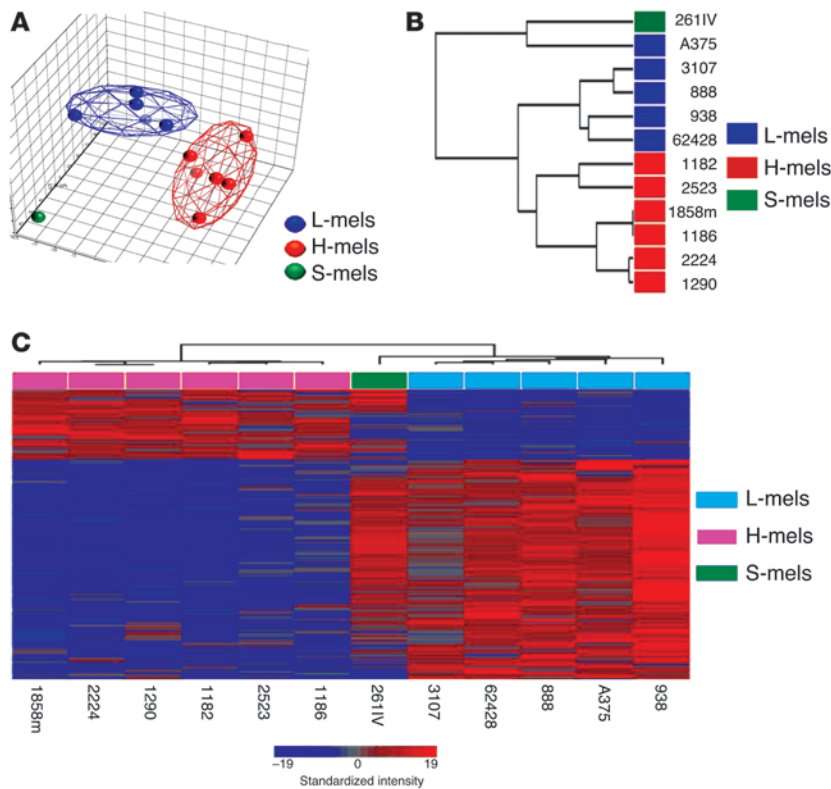 A
L-mels
H-mels
S-mels
B
261IV
A375
3107
888
938
62428
1182
2523
1858m
1186
2224
1290
L-mels
H-mels
S-mels
C
L-mels
H-mels
S-mels
1858m
2224
1290
1182
2523
1186
261IV
3107
62428
888
A375
938
−19 0 19
Standardized intensity